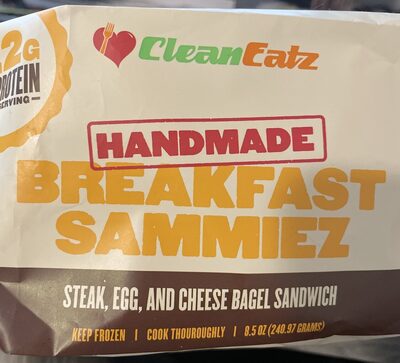 2G
PROTEIN
SERVING
CleanEatz
HANDMADE
BREAKFAST
SAMMIEZ
STEAK, EGG, AND CHEESE BAGEL SANDWICH
KEEP FROZEN | COOK THOUROUGHLY | 8.5 OZ (240.97 GRAMS)